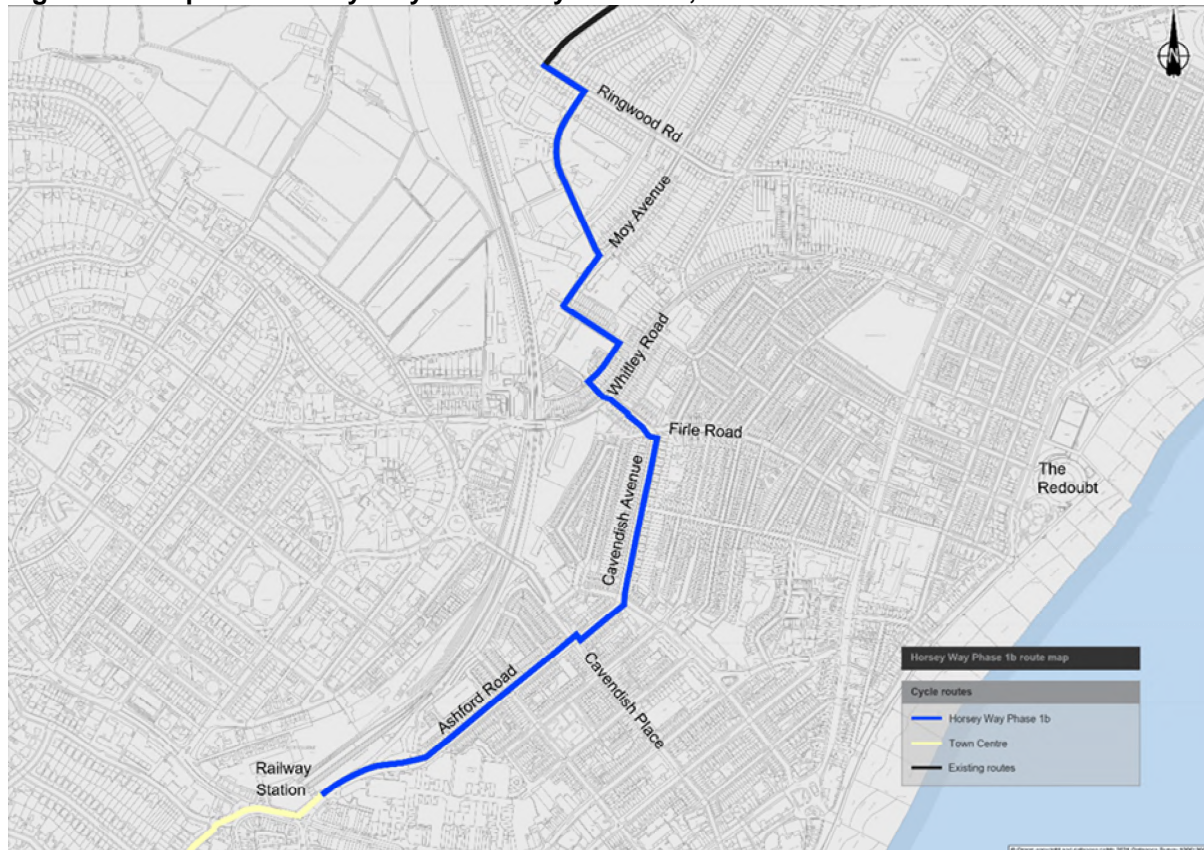 N
Ringwood Rd
Moy Avenue
Whitley Road
Firle Road
The
Redoubt
Cavendish Avenue
Cavendish Place
Ashford Road
Railway
Station
Horsey Way Phase 1b route map
Cycle routes
Horsey Way Phase 1b
Town Centre
Existing routes